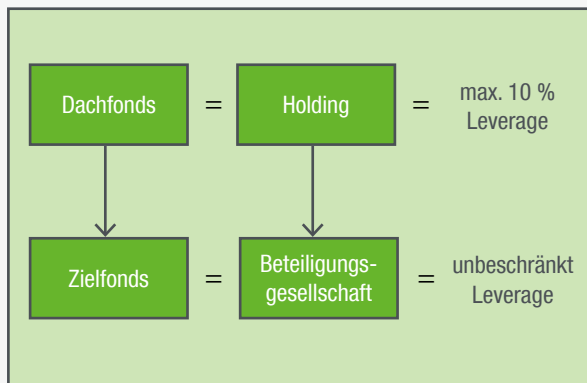 Dachfonds = Holding = max. 10 %
Leverage
Zielfonds = Beteiligungs-
gesellschaft = unbeschränkt
Leverage